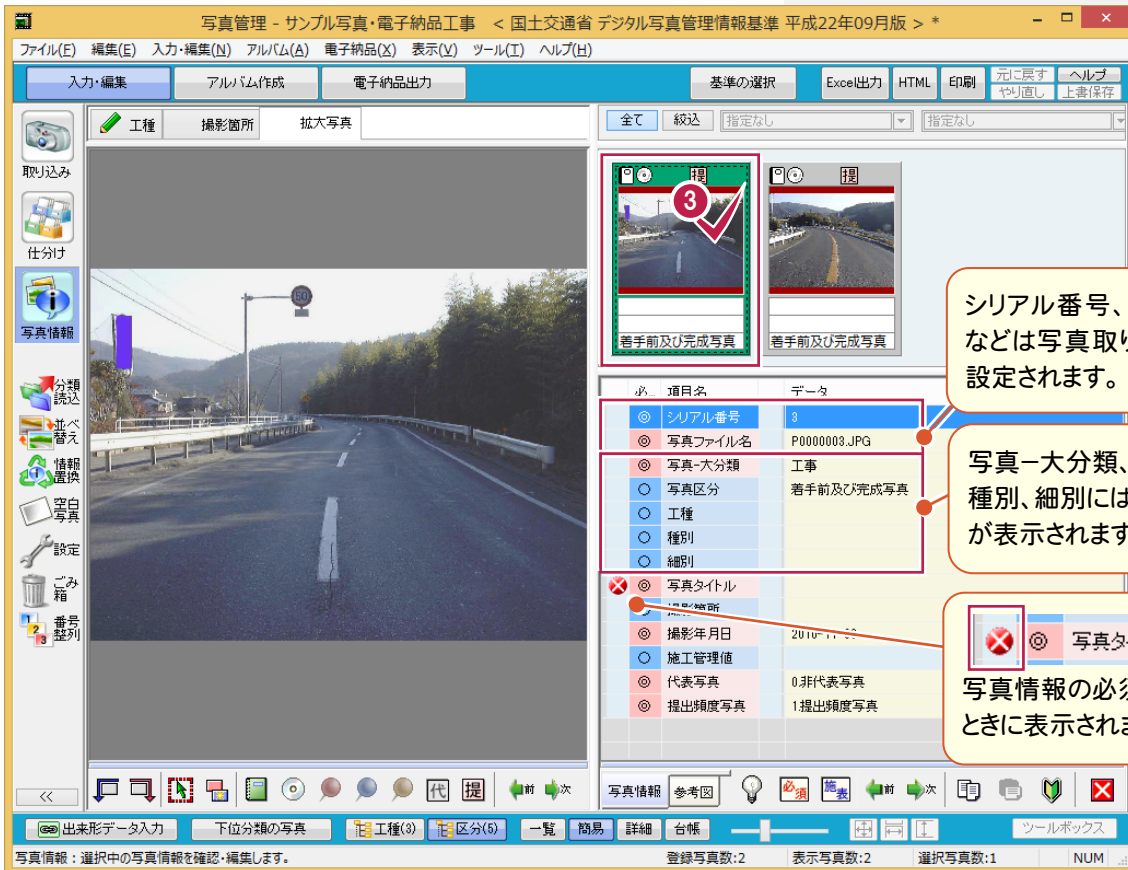 写真管理 - サンプル写真・電子納品工事 < 国土交通省 デジタル写真管理情報基準 平成22年09月版 > *
ファイル(F) 編集(E) 入力・編集(N) アルバム(A) 電子納品(X) 表示(V) ツール(T) ヘルプ(H)
入力・編集 アルバム作成 電子納品出力 基準の選択 Excel出力 HTML 印刷 元に戻す やり直し ヘルプ 上書保存
工種 撮影箇所 拡大写真
全て 絞込 指定なし 指定なし
取り込み
仕分け
写真情報
分類読込
並べ替え
情報置換
空白写真
設定
ごみ箱
番号整列
提 提
3
50
着手前及び完成写真 着手前及び完成写真
シリアル番号、
などは写真取り
設定されます。
必... 項目名 データ
シリアル番号 3
写真ファイル名 P0000003.JPG
写真-大分類 工事
写真区分 着手前及び完成写真
工種
種別
細別
写真タイトル
撮影箇所
撮影年月日
施工管理値
代表写真 0.非代表写真
提出頻度写真 1.提出頻度写真
写真−大分類、
種別、細別には
が表示されます
写真タ
写真情報の必須
ときに表示されま
<< 代 提 前 次
写真情報 参考図 必須 施表 前 次
出来形データ入力 下位分類の写真 工種(3) 区分(5) 一覧 簡易 詳細 台帳 ツールボックス
写真情報：選択中の写真情報を確認・編集します。 登録写真数:2 表示写真数:2 選択写真数:1 NUM